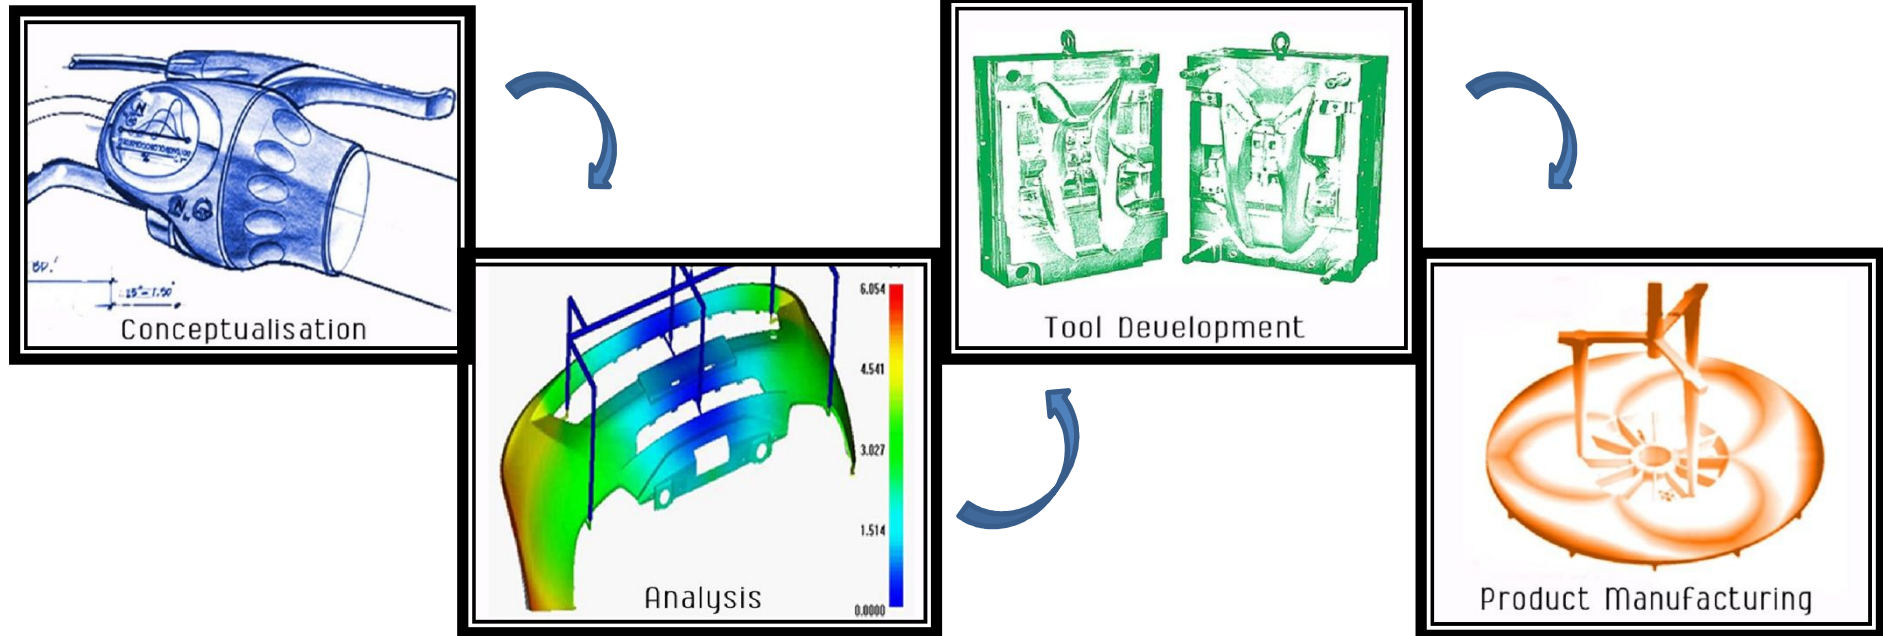 Conceptualisation
6.054
4.541
3.027
1.514
0.0000
Analysis
Tool Development
Product Manufacturing